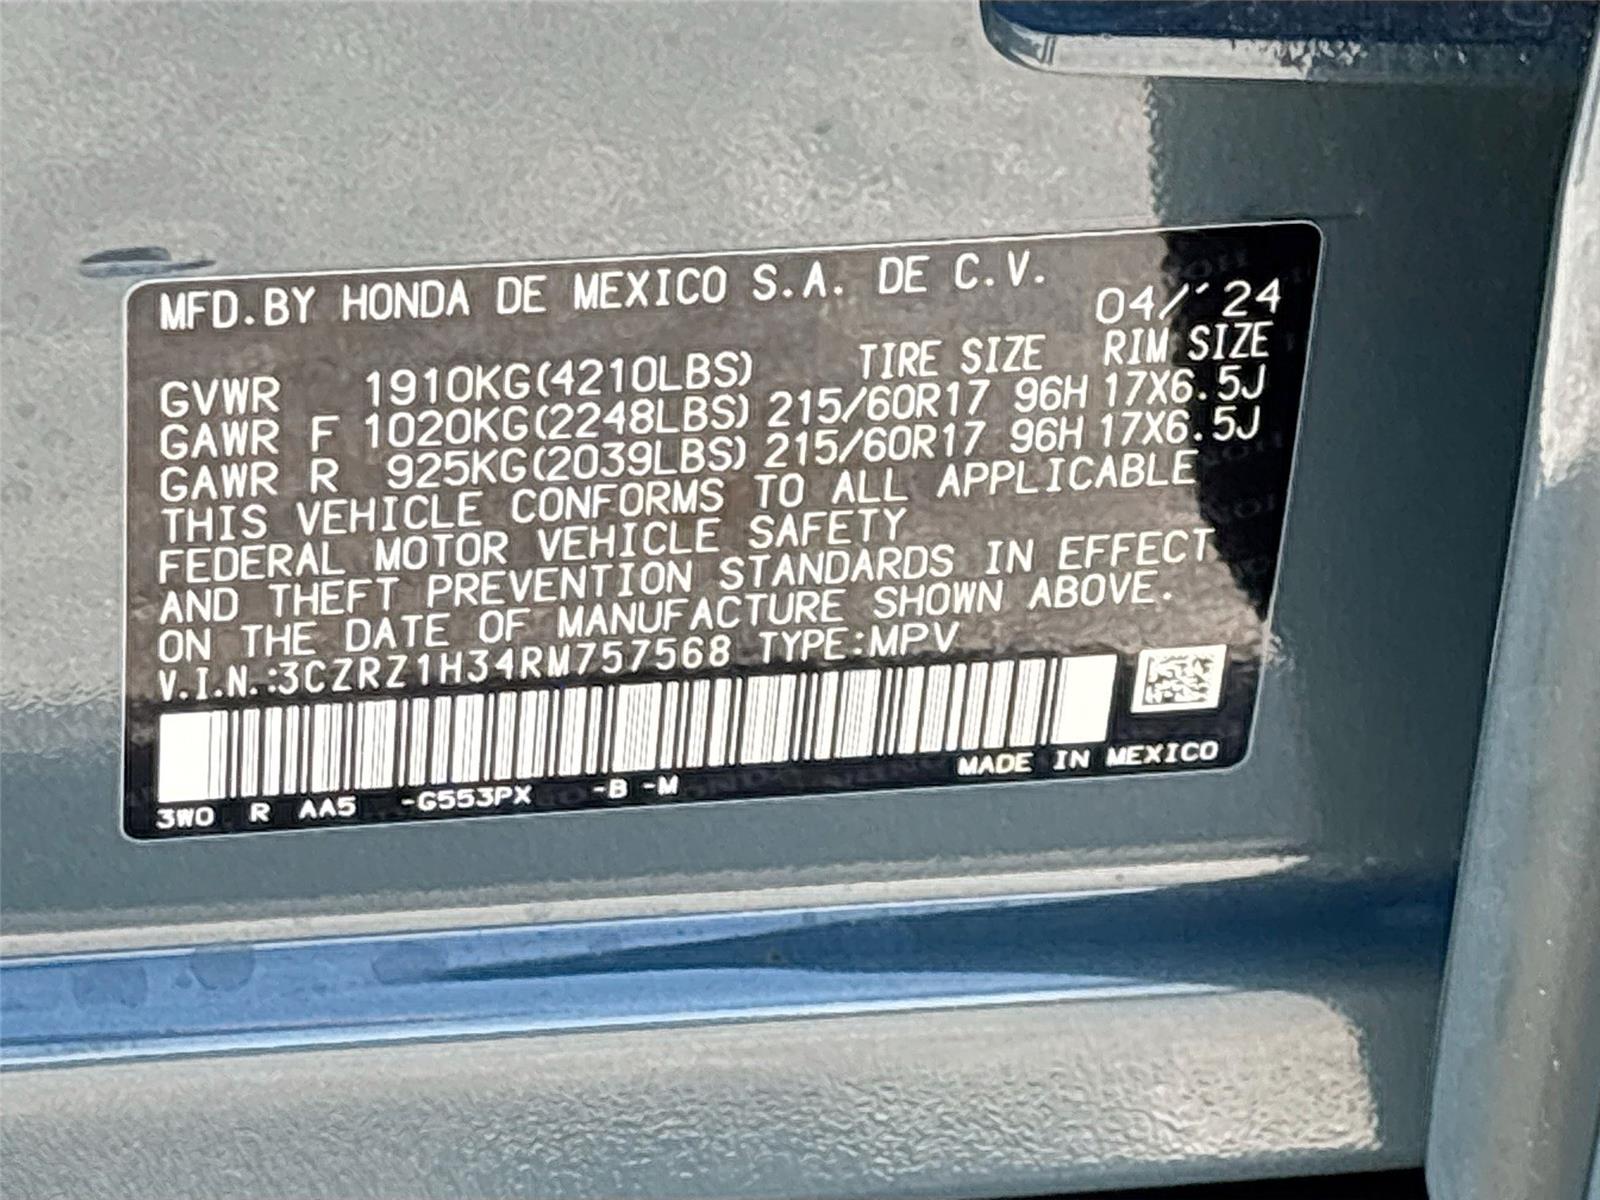 MFD.BY HONDA DE MEXICO S.A. DE C.V.
04/'24
TIRE SIZE RIM SIZE
GVWR 1910KG(4210LBS)
GAWR F 1020KG(2248LBS) 215/60R17 96H 17X6.5J
GAWR R 925KG(2039LBS) 215/60R17 96H 17X6.5J
THIS VEHICLE CONFORMS TO ALL APPLICABLE
FEDERAL MOTOR VEHICLE SAFETY
AND THEFT PREVENTION STANDARDS IN EFFECT
ON THE DATE OF MANUFACTURE SHOWN ABOVE.
V.I.N.:3CZRZ1H34RM757568 TYPE:MPV
MADE IN MEXICO
3W0 R AA5 -G553PX -B -M